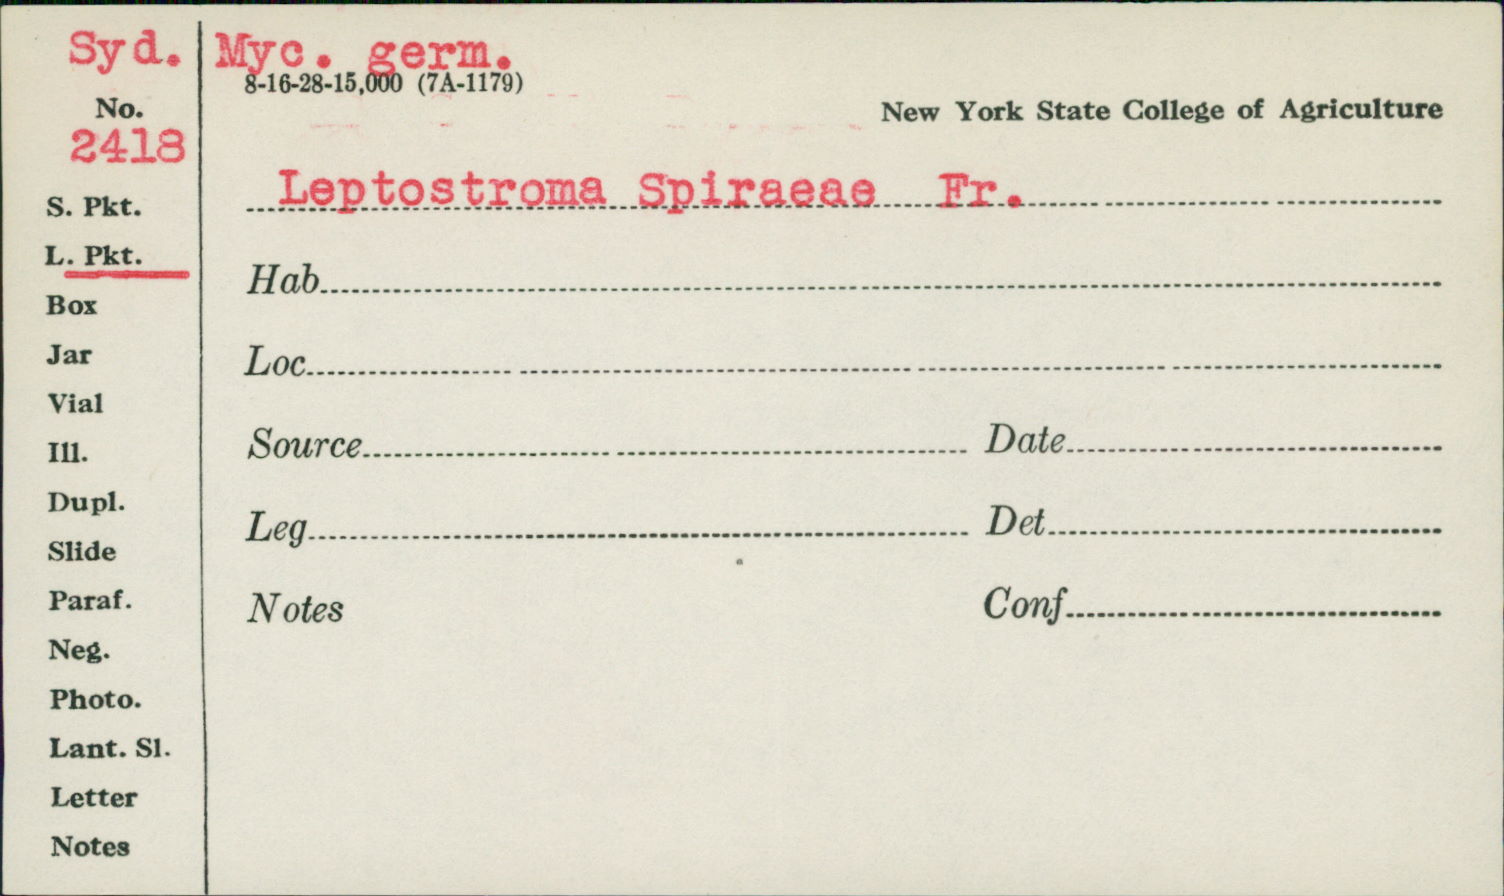 Syd. Myc. germ.
8-16-28-15,000 (7A-1179)
No.
2418
New York State College of Agriculture
Leptostroma Spiraeae Fr.
S. Pkt.
L. Pkt.
Box
Jar
Vial
Ill.
Dupl.
Slide
Paraf.
Neg.
Photo.
Lant. Sl.
Letter
Notes
Hab
Loc
Source Date
Leg Det
Notes Conf